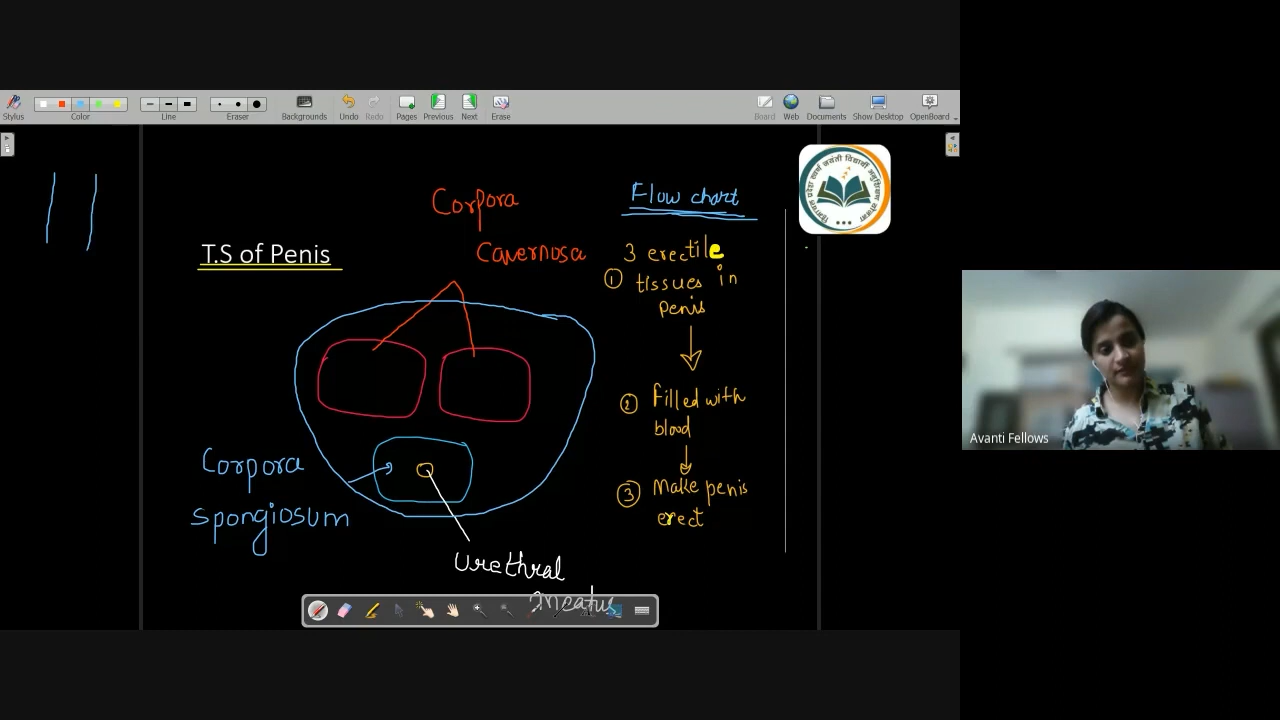 Stylus
Color
Line
Eraser
Backgrounds
Undo
Redo
Pages
Previous
Next
Erase
Board
Web
Documents
Show Desktop
OpenBoard
Corpora
Cavernosa
T.S of Penis
Corpora
Spongiosum
Urethral
meatus
Flow chart
3 erectile
① tissues in
Penis
② Filled with
blood
③ Make penis
erect
Avanti Fellows